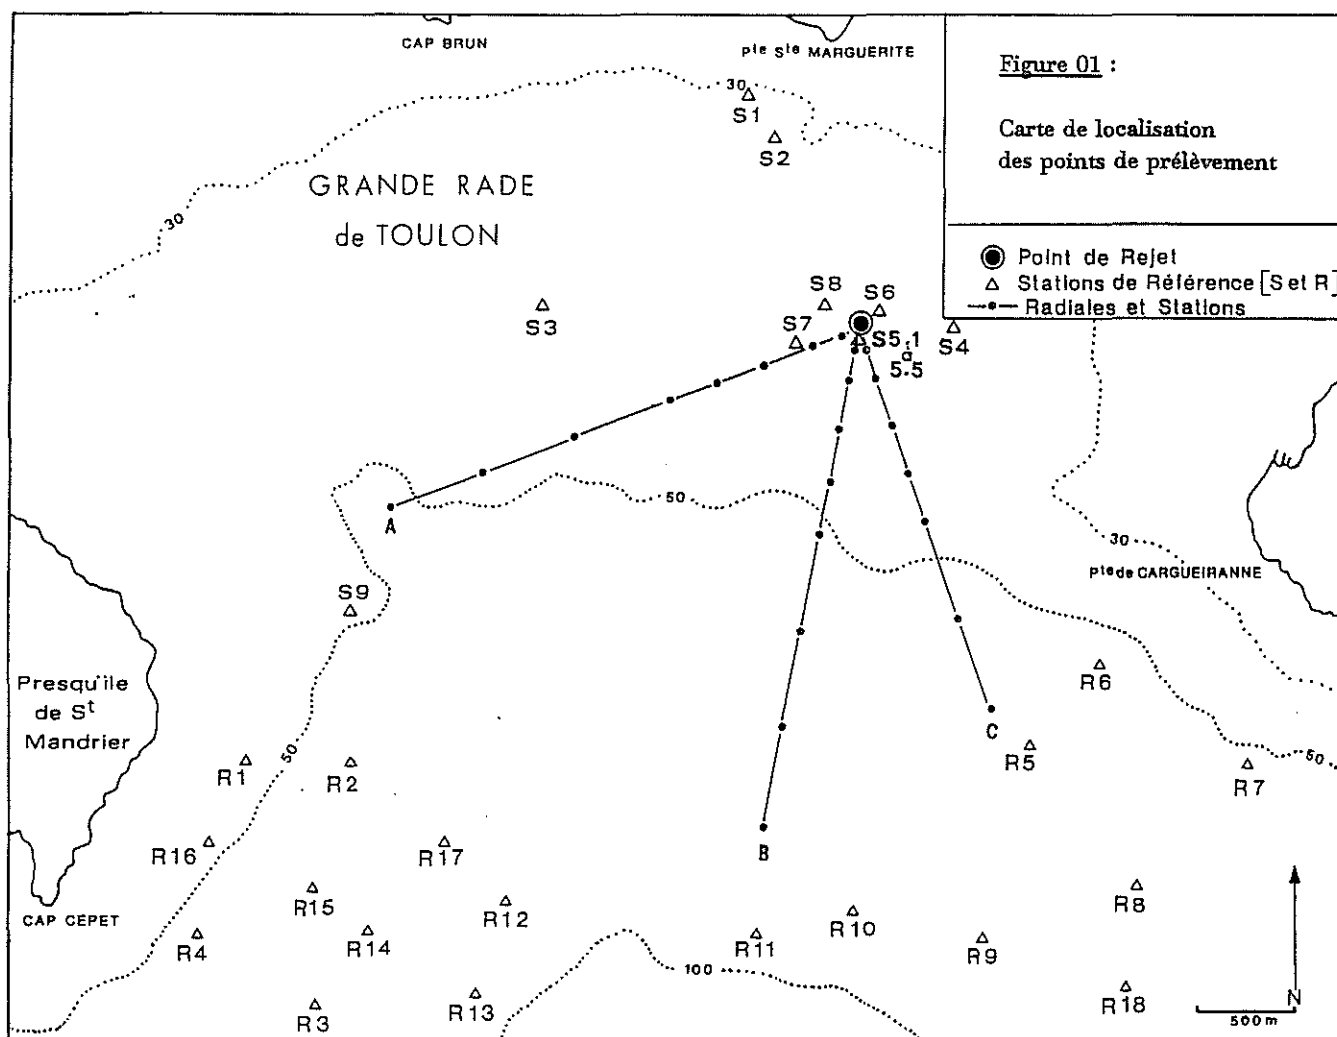 CAP BRUN
Pte Ste MARGUERITE
Figure 01 :
Carte de localisation
des points de prélèvement
Point de Rejet
Stations de Référence [S et R]
Radiales et Stations
30
S1
S2
GRANDE RADE
de TOULON
30
S3
S8
S6
S7
S5.1
à
5.5
S4
A
50
30
Pte de CARGUEIRANNE
S9
R6
Presqu'ile
de St
Mandrier
50
C
R1
R2
R5
50
R7
R16
R17
B
R15
R12
R8
CAP CEPET
R4
R14
R11
R10
R9
100
R3
R13
R18
N
500m